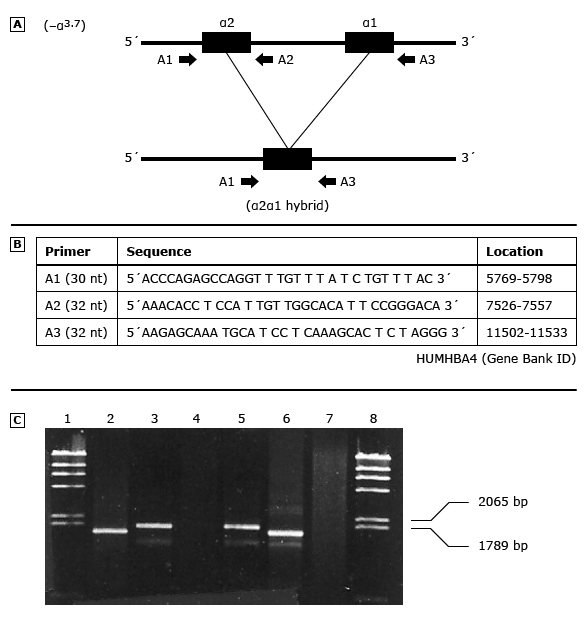 A (−α3.7)
α2 α1
5´ 3´
A1 A2 A3
5´ 3´
A1 A3
(α2α1 hybrid)
B
Primer Sequence Location
A1 (30 nt) 5´ACCCAGAGCCAGGT T TGT T T A T C TGT T T AC 3´ 5769-5798
A2 (32 nt) 5´AAACACC T CCA T TGT TGGCACA T T CCGGGACA 3´ 7526-7557
A3 (32 nt) 5´AAGAGCAAA TGCA T CC T CAAAGCAC T C T AGGG 3´ 11502-11533
HUMHBA4 (Gene Bank ID)
C 1 2 3 4 5 6 7 8
2065 bp
1789 bp